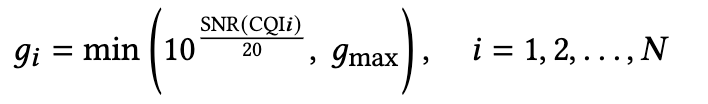 g_i = min(10^{SNR(CQIi)/20}, g_max), i = 1, 2, . . . , N